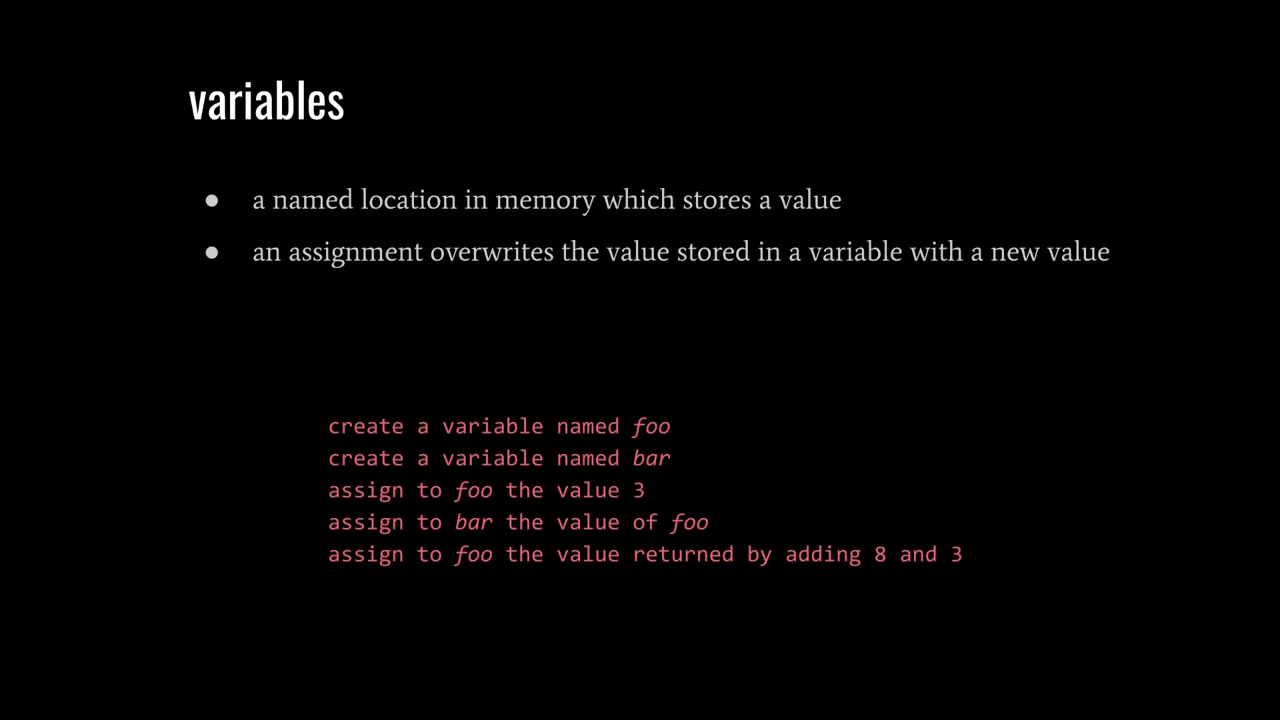 variables
● a named location in memory which stores a value
● an assignment overwrites the value stored in a variable with a new value
create a variable named foo
create a variable named bar
assign to foo the value 3
assign to bar the value of foo
assign to foo the value returned by adding 8 and 3